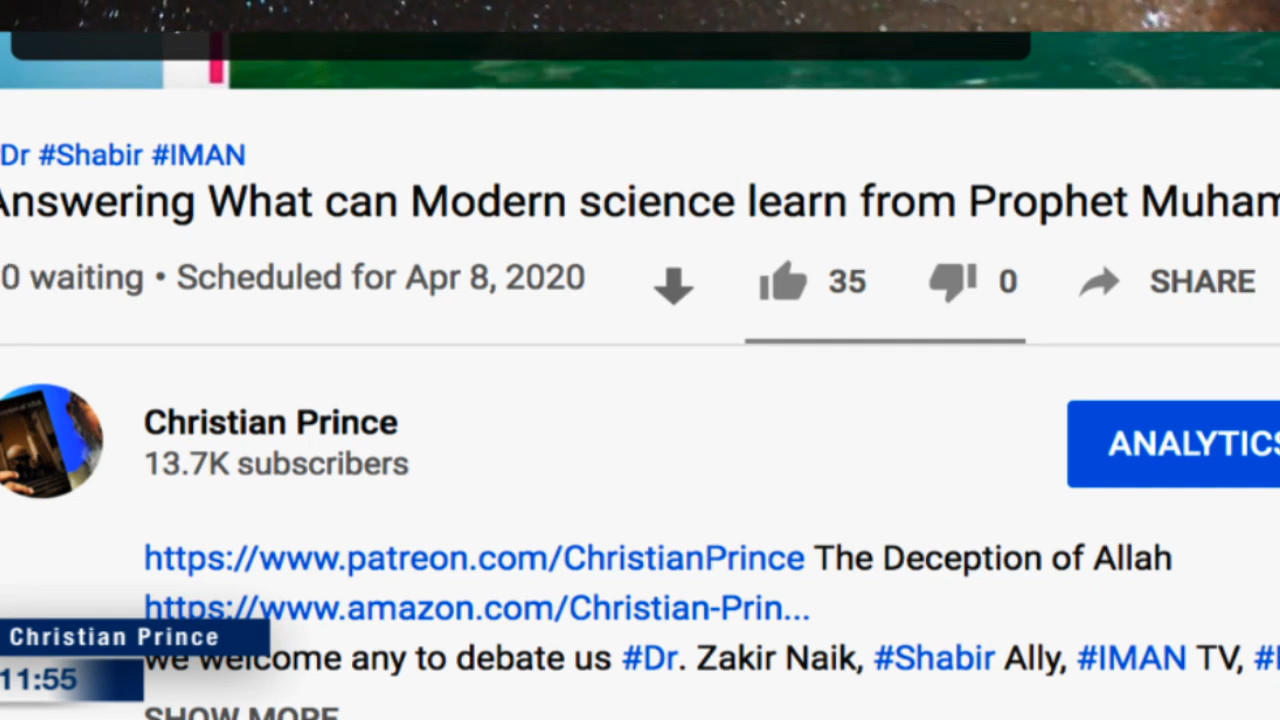 Dr #Shabir #IMAN
Answering What can Modern science learn from Prophet Muham
0 waiting • Scheduled for Apr 8, 2020
35
0
SHARE
Christian Prince
13.7K subscribers
ANALYTICS
https://www.patreon.com/ChristianPrince The Deception of Allah
https://www.amazon.com/Christian-Prin...
we welcome any to debate us #Dr. Zakir Naik, #Shabir Ally, #IMAN TV, #
Christian Prince
11:55
SHOW MORE